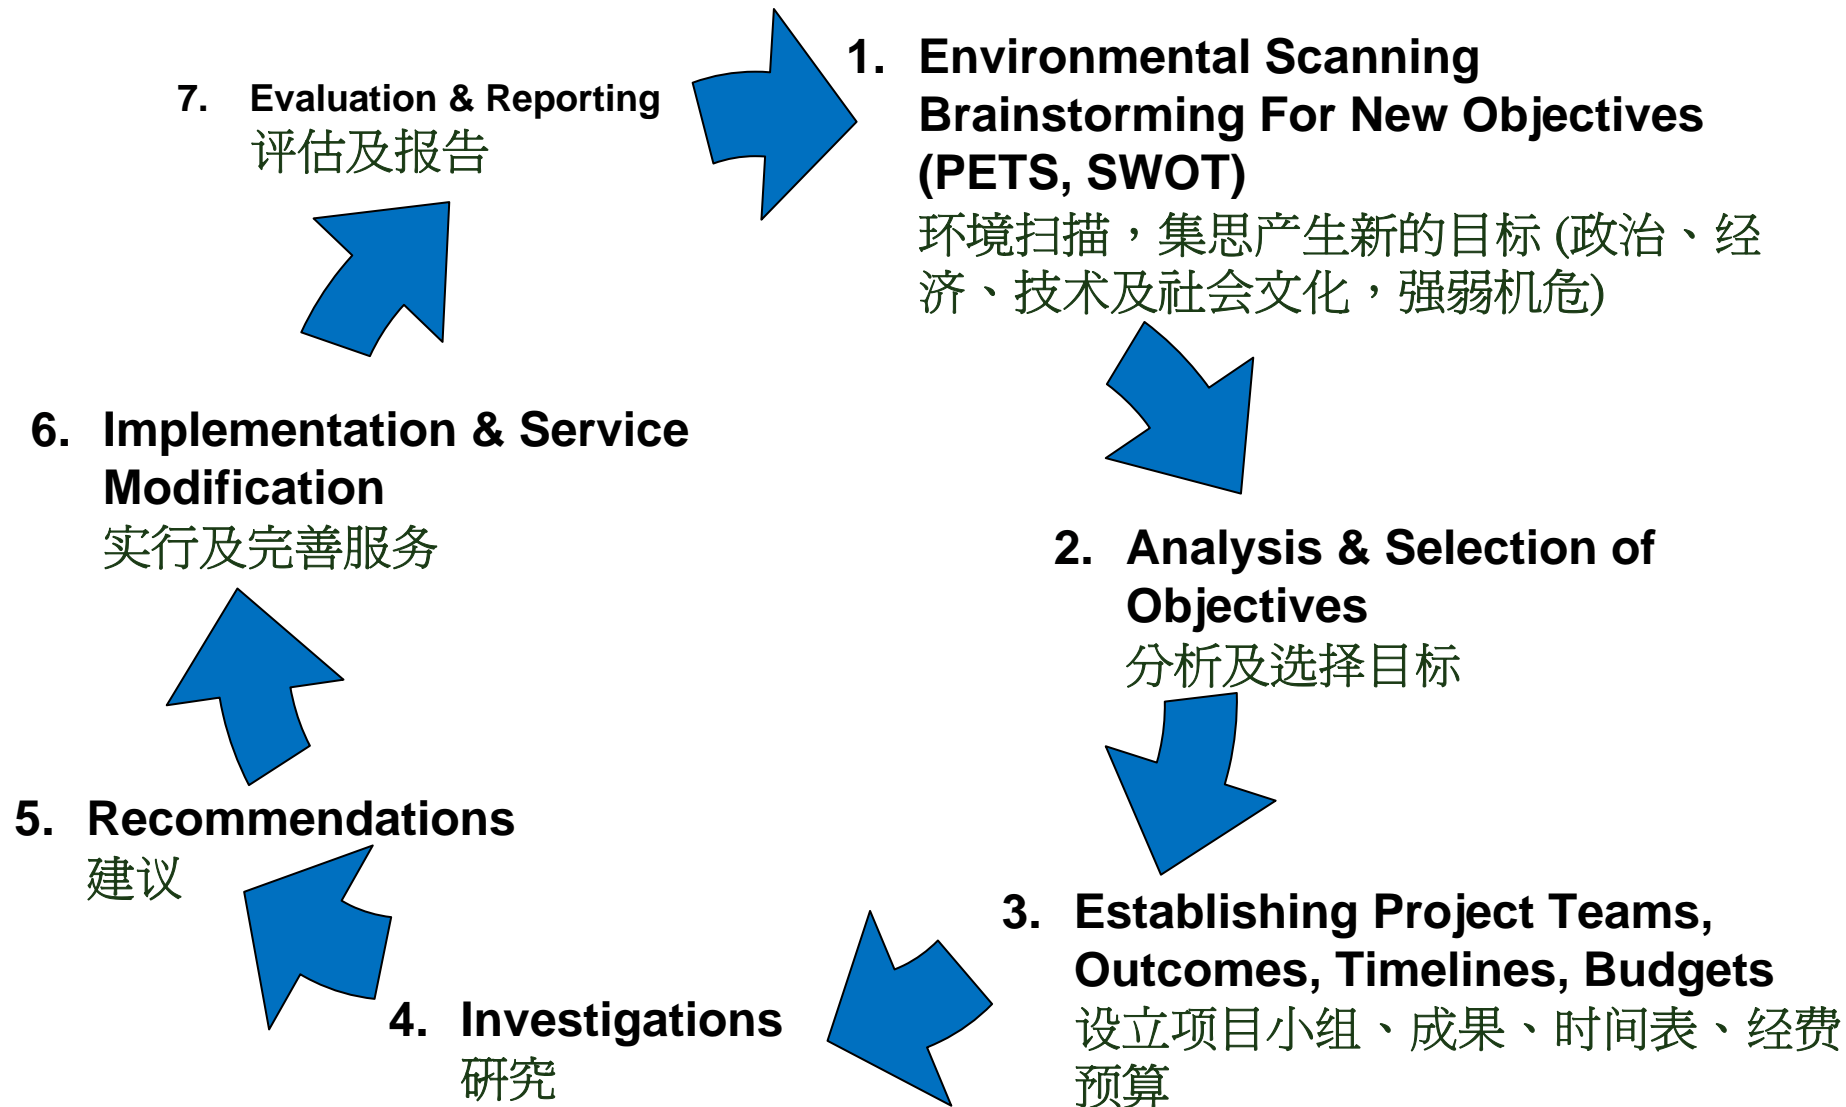 1. Environmental Scanning
Brainstorming For New Objectives
(PETS, SWOT)
环境扫描，集思产生新的目标 (政治、经
济、技术及社会文化，强弱机危)
2. Analysis & Selection of
Objectives
分析及选择目标
3. Establishing Project Teams,
Outcomes, Timelines, Budgets
设立项目小组、成果、时间表、经费
预算
4. Investigations
研究
5. Recommendations
建议
6. Implementation & Service
Modification
实行及完善服务
7. Evaluation & Reporting
评估及报告